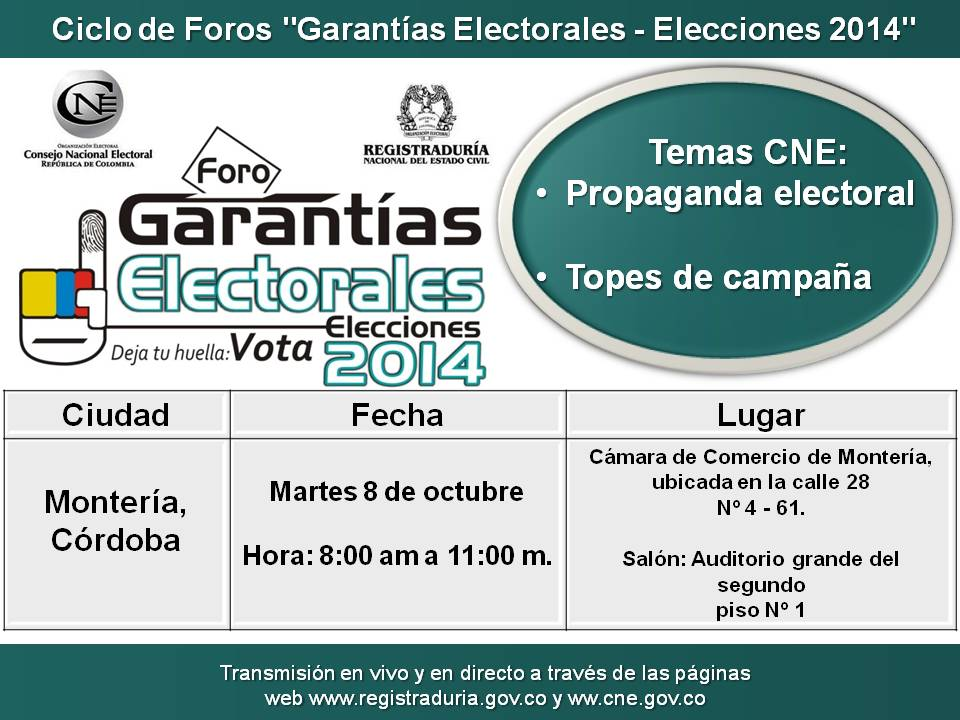 Ciclo de Foros "Garantías Electorales - Elecciones 2014"
CNE
ORGANIZACIÓN ELECTORAL
Consejo Nacional Electoral
REPÚBLICA DE COLOMBIA
REGISTRADURÍA
NACIONAL DEL ESTADO CIVIL
Foro
Garantías
Electorales
Elecciones
Deja tu huella: Vota
2014
Temas CNE:
• Propaganda electoral
• Topes de campaña
Ciudad
Fecha
Lugar
Montería,
Córdoba
Martes 8 de octubre
Hora: 8:00 am a 11:00 m.
Cámara de Comercio de Montería,
ubicada en la calle 28
Nº 4 - 61.
Salón: Auditorio grande del
segundo
piso Nº 1
Transmisión en vivo y en directo a través de las páginas
web www.registraduria.gov.co y ww.cne.gov.co